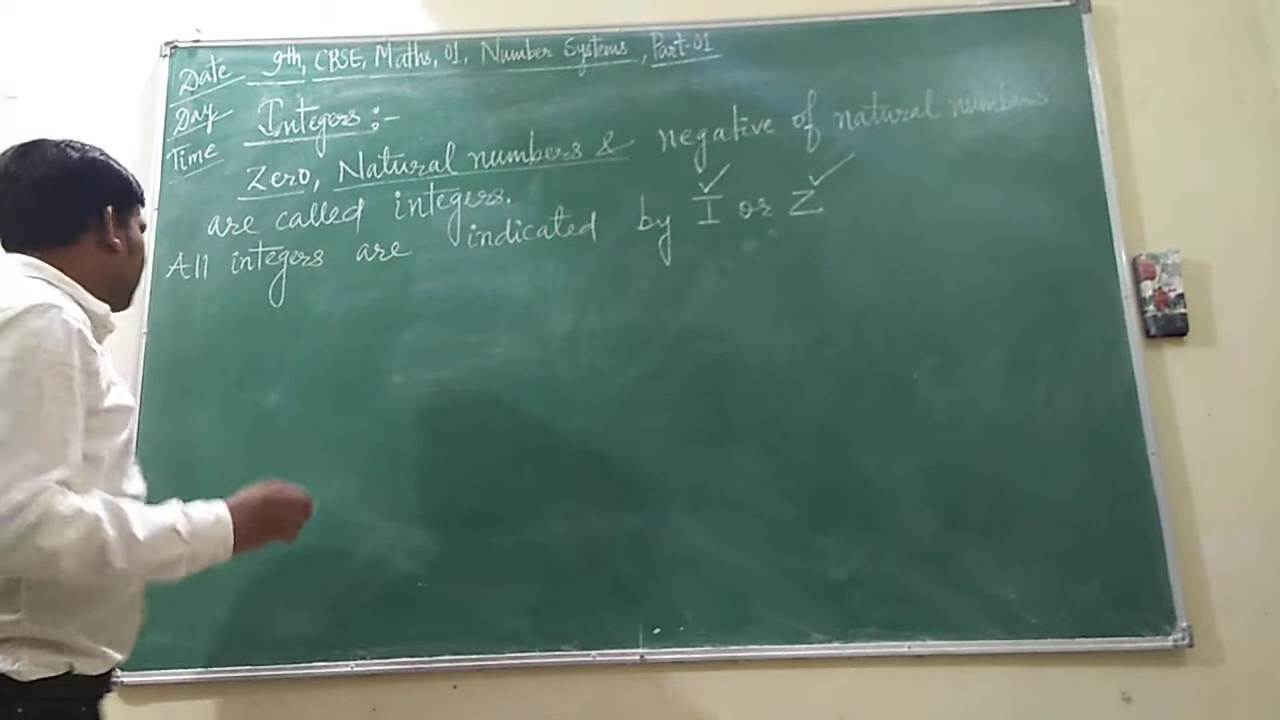 Date 9th, CBSE, Maths, 01, Number Systems, Part-01
Day Integers :-
Time
Zero, Natural numbers & negative of natural numbers
are called integers.
All integers are indicated by I or Z